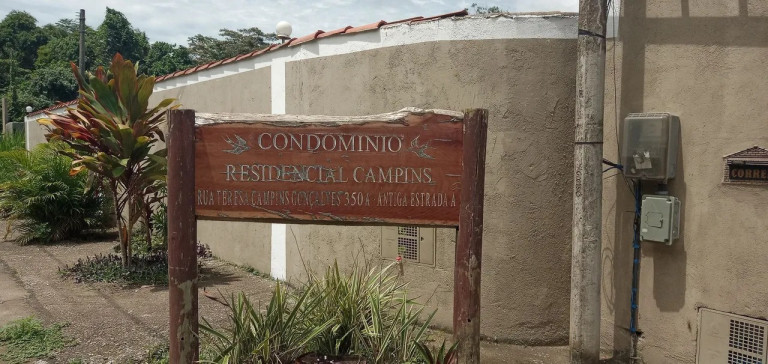 CONDOMINIO
RESIDENCIAL CAMPINS
RUA TERESA CAMPINS GONÇALVES 350 A ANTIGA ESTRADA A
CORRE